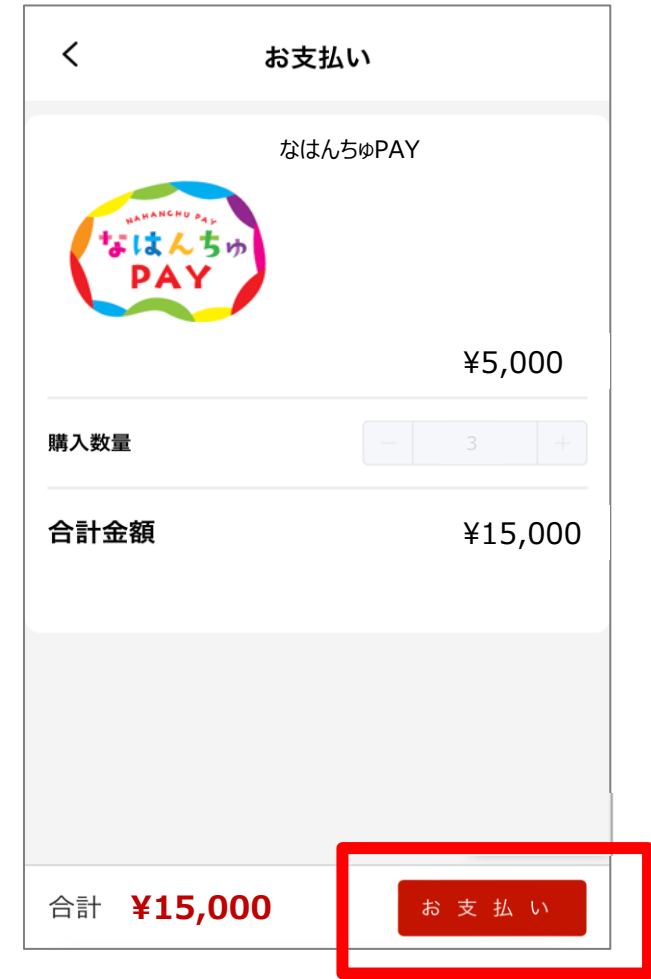 お支払い
なはんちゅPAY
NAHANCHU PAY
なはんちゅ
PAY
¥5,000
購入数量
− 3 +
合計金額 ¥15,000
合計 ¥15,000 お支払い